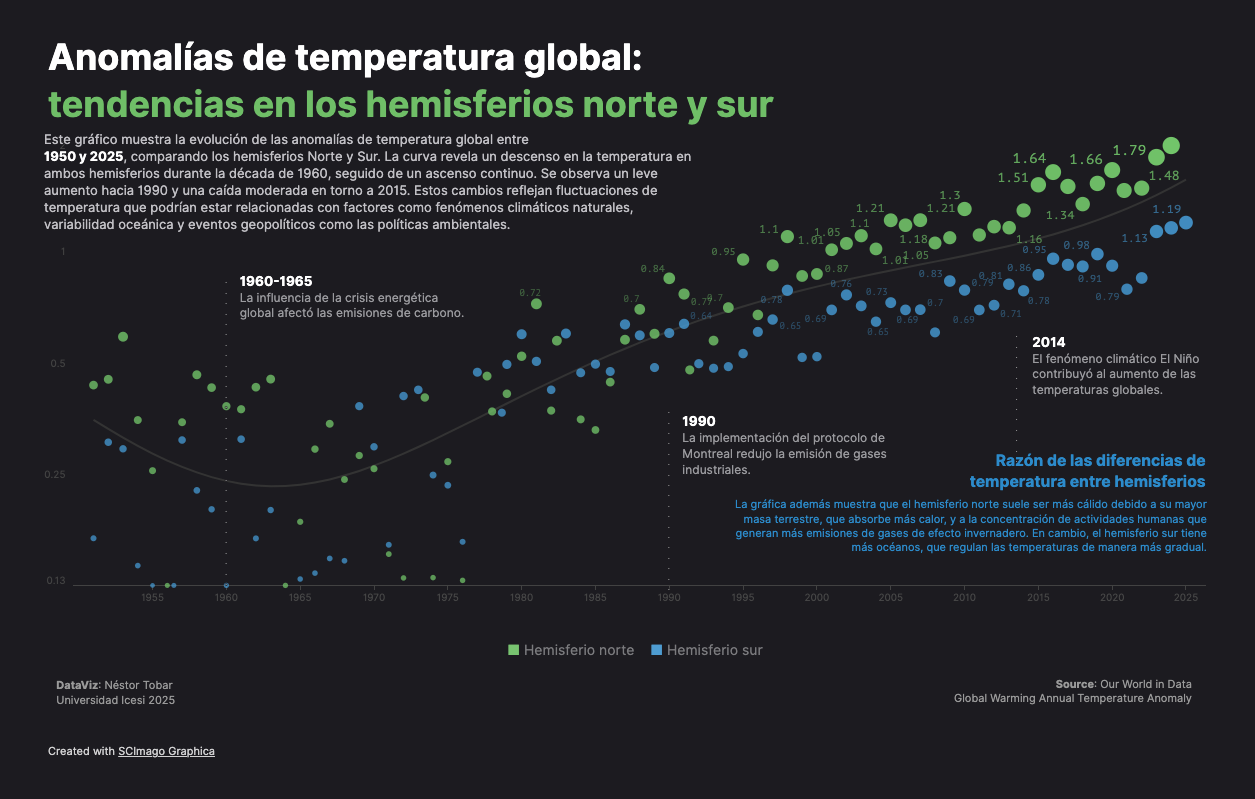 Anomalías de temperatura global:
tendencias en los hemisferios norte y sur
Este gráfico muestra la evolución de las anomalías de temperatura global entre
1950 y 2025, comparando los hemisferios Norte y Sur. La curva revela un descenso en la temperatura en
ambos hemisferios durante la década de 1960, seguido de un ascenso continuo. Se observa un leve
aumento hacia 1990 y una caída moderada en torno a 2015. Estos cambios reflejan fluctuaciones de
temperatura que podrían estar relacionadas con factores como fenómenos climáticos naturales,
variabilidad oceánica y eventos geopolíticos como las políticas ambientales.
1.64
1.66
1.79
1.51
1.48
1.3
1.21
1.21
1.34
1.19
1.1
1.05
1.1
1.01
1.18
1.16
1.13
1
0.95
1.05
1.01
0.95
0.98
0.84
0.87
0.83
0.81
0.86
0.91
0.72
0.7
0.77
0.7
0.78
0.76
0.73
0.79
0.78
0.79
0.64
0.65
0.69
0.65
0.69
0.7
0.69
0.71
1960-1965
La influencia de la crisis energética
global afectó las emisiones de carbono.
2014
El fenómeno climático El Niño
contribuyó al aumento de las
temperaturas globales.
0.5
1990
La implementación del protocolo de
Montreal redujo la emisión de gases
industriales.
Razón de las diferencias de
temperatura entre hemisferios
La gráfica además muestra que el hemisferio norte suele ser más cálido debido a su mayor
masa terrestre, que absorbe más calor, y a la concentración de actividades humanas que
generan más emisiones de gases de efecto invernadero. En cambio, el hemisferio sur tiene
más océanos, que regulan las temperaturas de manera más gradual.
0.25
0.13
1955 1960 1965 1970 1975 1980 1985 1990 1995 2000 2005 2010 2015 2020 2025
Hemisferio norte Hemisferio sur
DataViz: Néstor Tobar
Universidad Icesi 2025
Source: Our World in Data
Global Warming Annual Temperature Anomaly
Created with SCImago Graphica